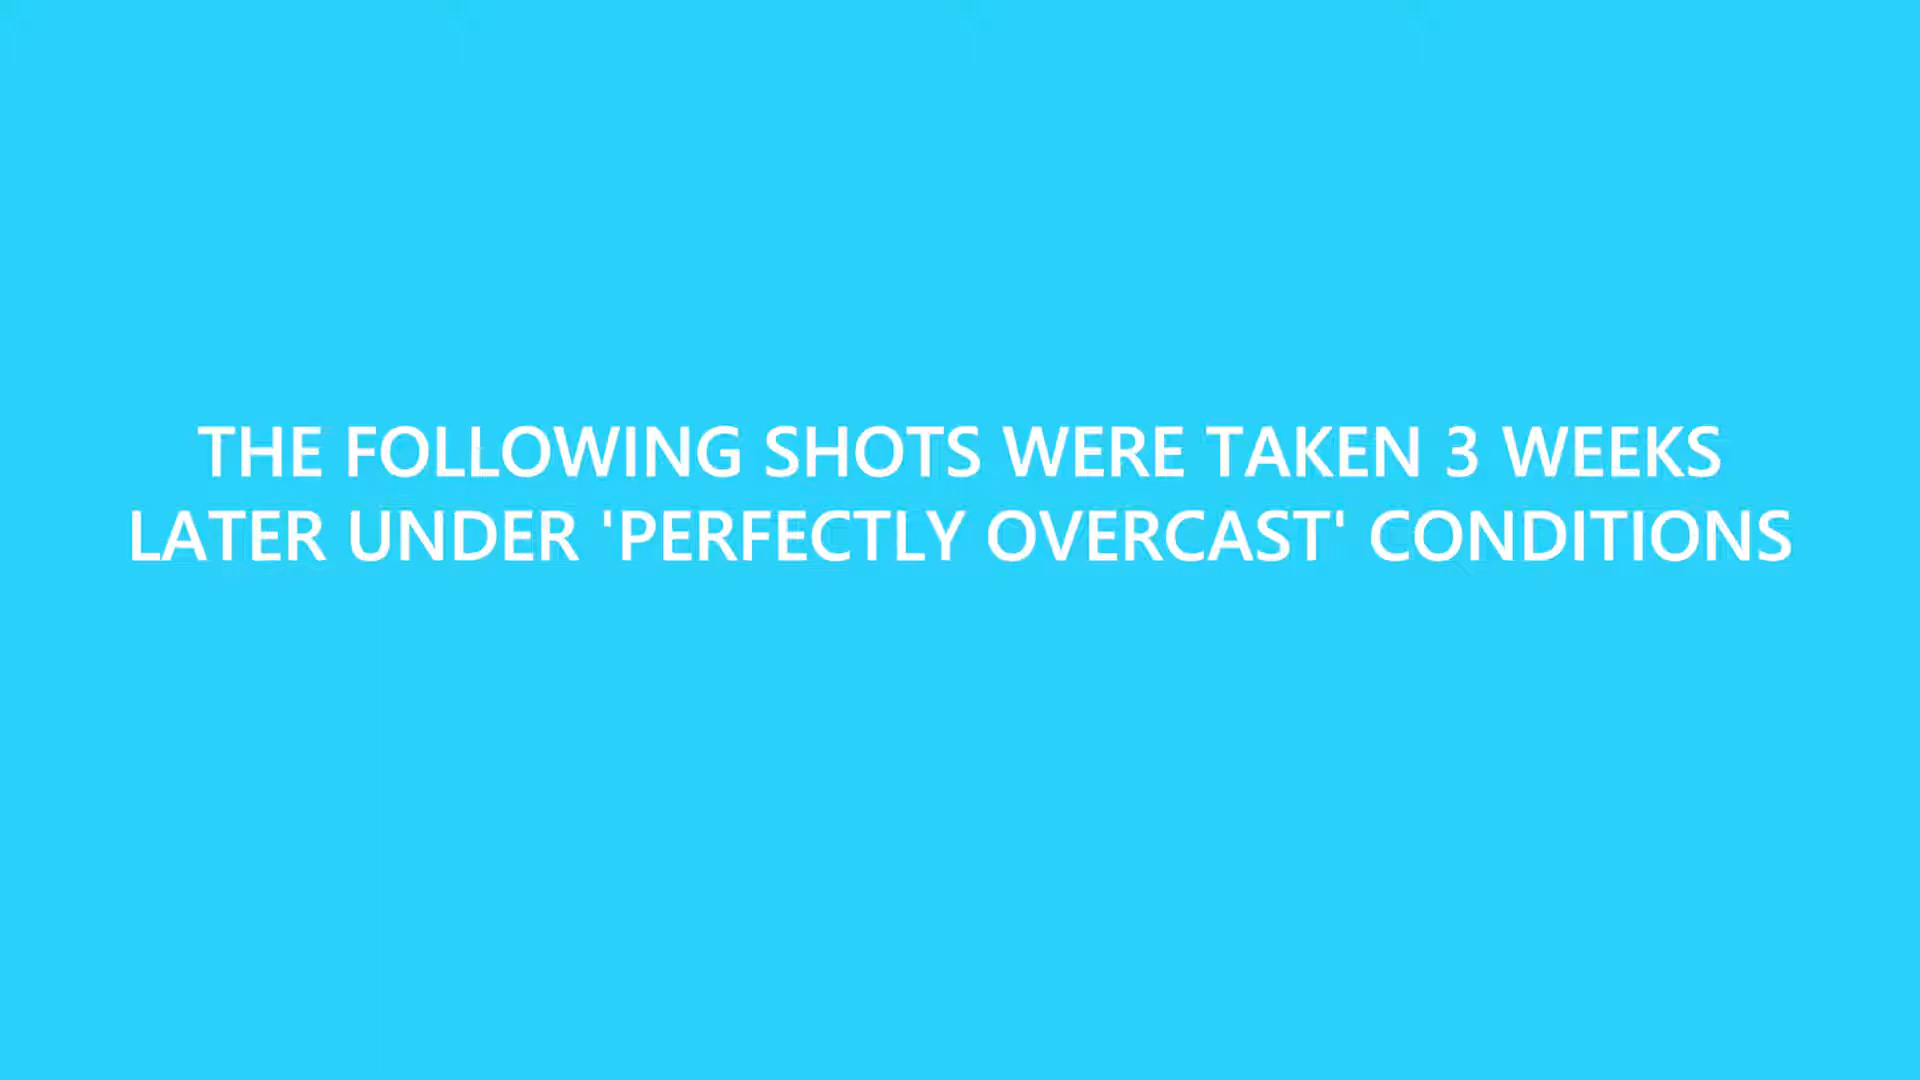 THE FOLLOWING SHOTS WERE TAKEN 3 WEEKS
LATER UNDER 'PERFECTLY OVERCAST' CONDITIONS